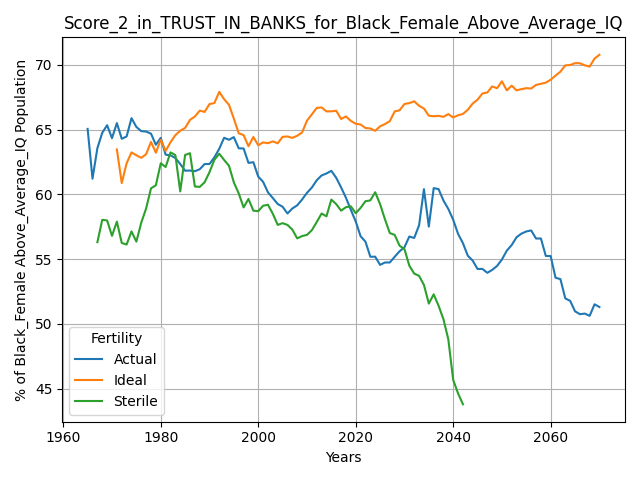 Score_2_in_TRUST_IN_BANKS_for_Black_Female_Above_Average_IQ
% of Black_Female Above_Average_IQ Population
70
65
60
55
50
45
Fertility
Actual
Ideal
Sterile
1960
1980
2000
2020
2040
2060
Years